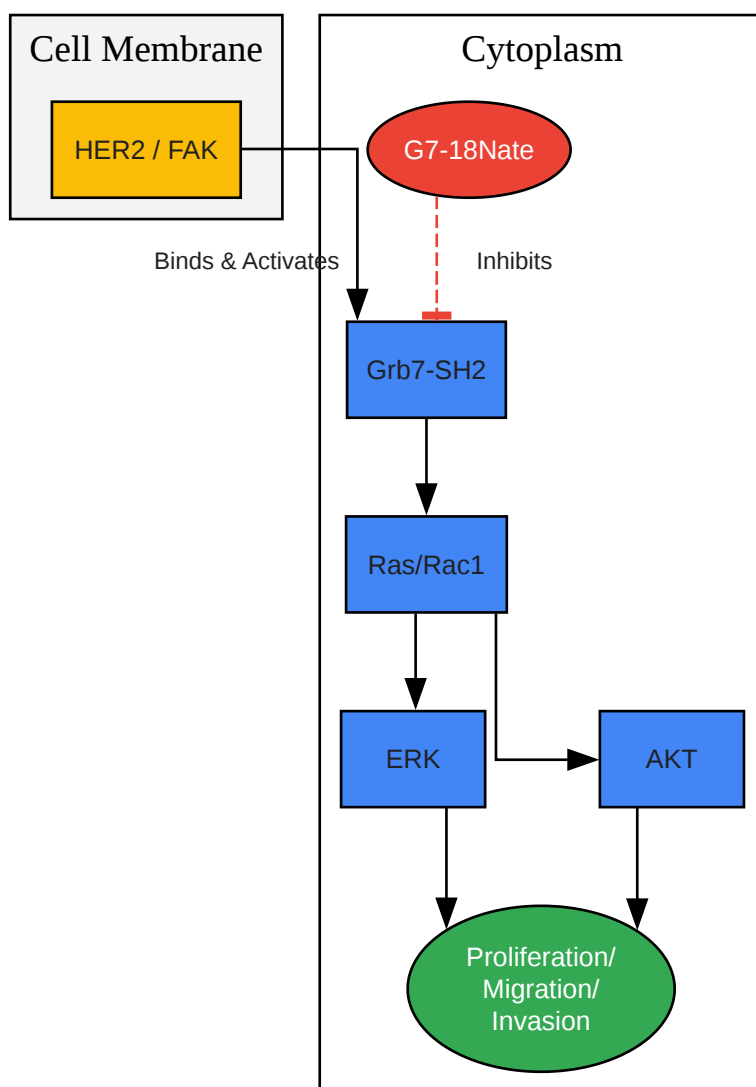 Cell Membrane
Cytoplasm
HER2 / FAK
G7-18Nate
Binds & Activates
Inhibits
Grb7-SH2
Ras/Rac1
ERK
AKT
Proliferation/
Migration/
Invasion